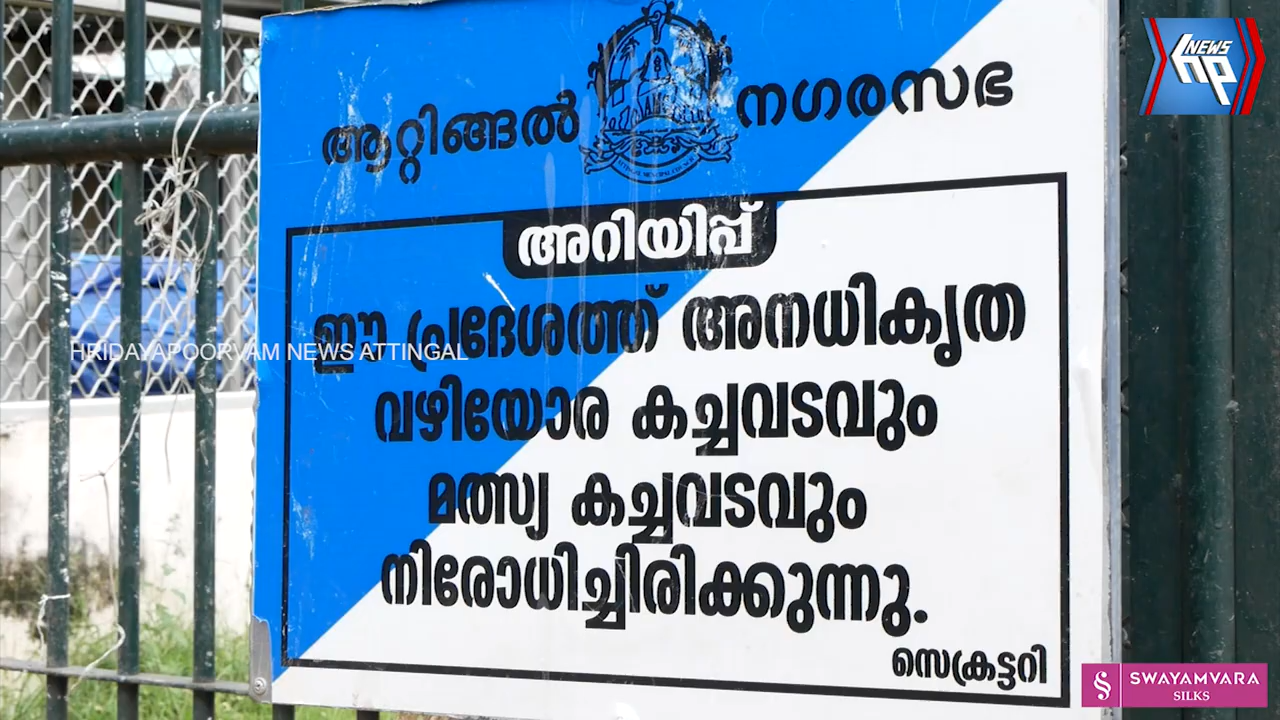 NEWS
hp
ആറ്റിങ്ങൽ നഗരസഭ
അറിയിപ്പ്
ഈ പ്രദേശത്ത് അനധികൃത
HRIDAYAPOORVAM NEWS ATTINGAL
വഴിയോര കച്ചവടവും
മത്സ്യ കച്ചവടവും
നിരോധിച്ചിരിക്കുന്നു.
സെക്രട്ടറി
SWAYAMVARA
SILKS